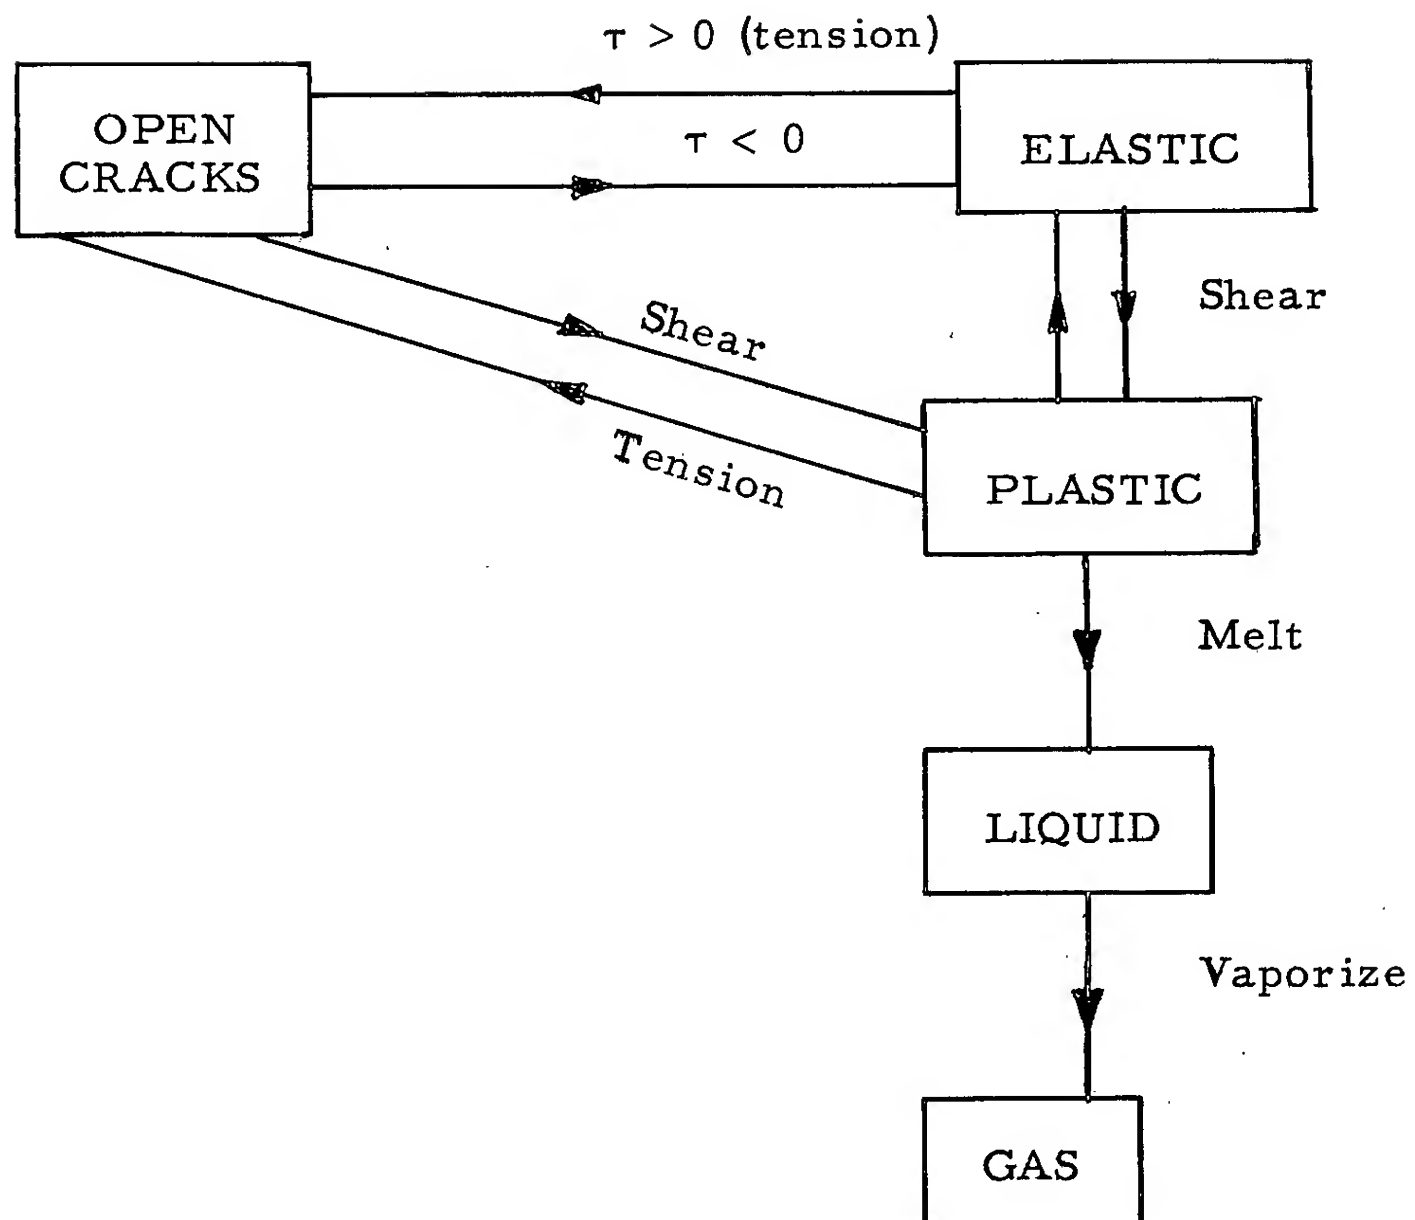 τ > 0 (tension)
OPEN
CRACKS
τ < 0
ELASTIC
Shear
Shear
Tension
PLASTIC
Melt
LIQUID
Vaporize
GAS